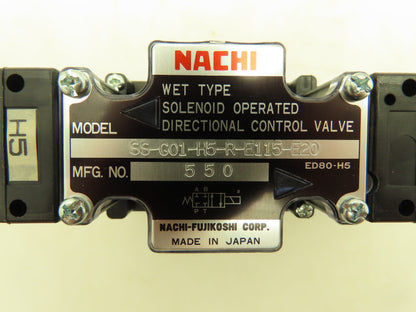 NACHI
WET TYPE
SOLENOID OPERATED
MODEL DIRECTIONAL CONTROL VALVE
SS-G01-H5-R-E115-E20
MFG. NO. 550 ED80-H5
A B
P T
NACHI-FUJIKOSHI CORP.
MADE IN JAPAN
H5